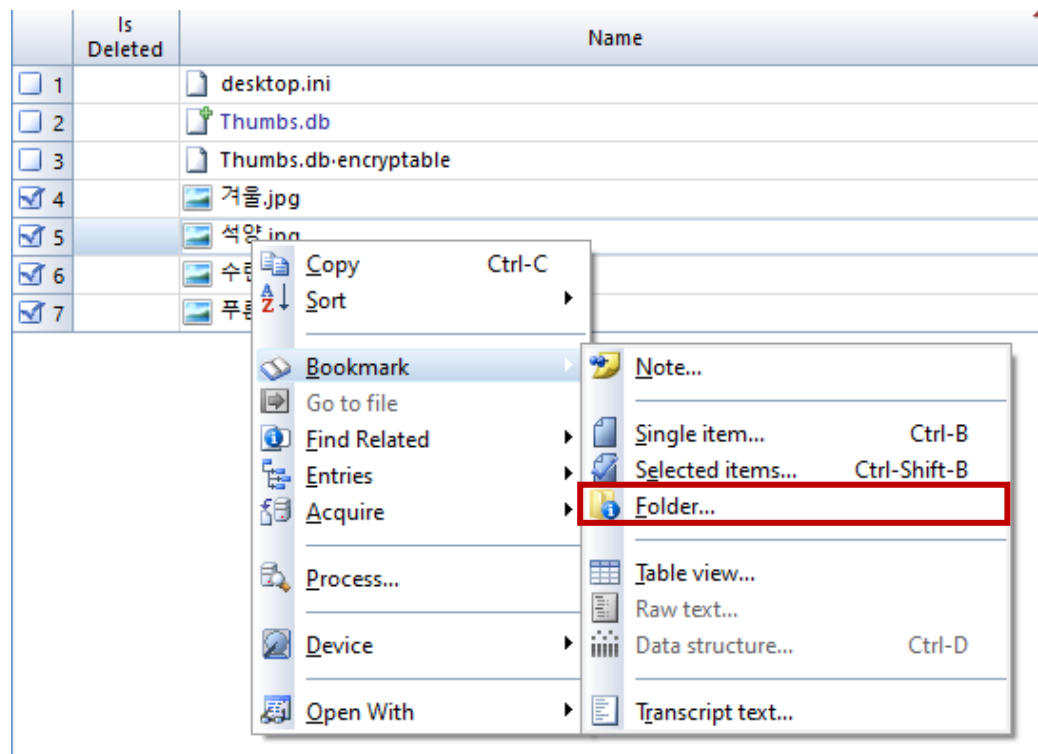 Is Deleted Name
1 desktop.ini
2 Thumbs.db
3 Thumbs.db·encryptable
4 겨울.jpg
5 석양.jpg
6
7
Copy Ctrl-C
Sort
Bookmark
Go to file
Find Related
Entries
Acquire
Process...
Device
Open With
Note...
Single item... Ctrl-B
Selected items... Ctrl-Shift-B
Folder...
Table view...
Raw text...
Data structure... Ctrl-D
Transcript text...